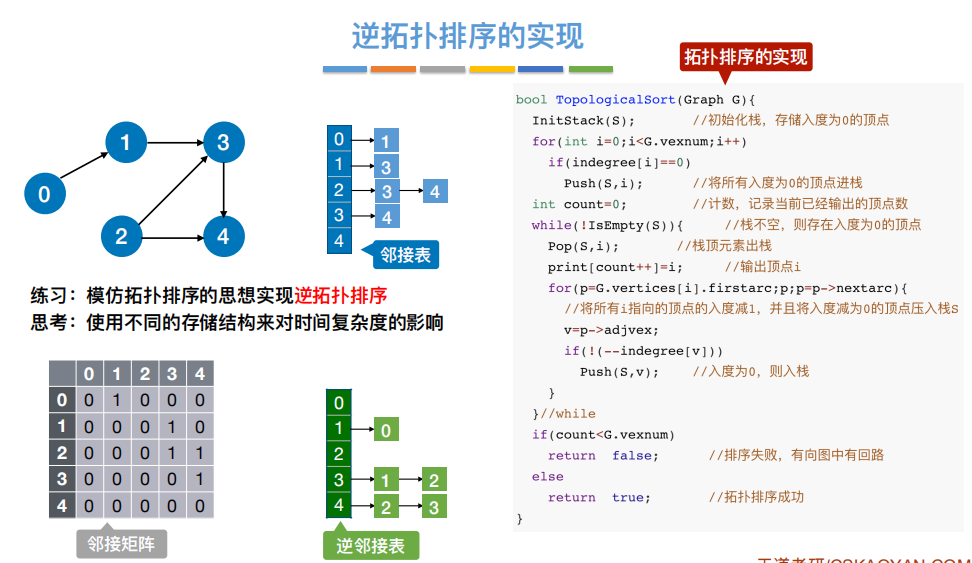 逆拓扑排序的实现
拓扑排序的实现
0
1
3
2
4
0 1
1 3
2 3 4
3 4
4
邻接表
练习：模仿拓扑排序的思想实现逆拓扑排序
思考：使用不同的存储结构来对时间复杂度的影响
0 1 2 3 4
0 0 1 0 0 0
1 0 0 0 1 0
2 0 0 0 1 1
3 0 0 0 0 1
4 0 0 0 0 0
邻接矩阵
0
1 0
2
3 1 2
4 2 3
逆邻接表
bool TopologicalSort(Graph G){
InitStack(S); //初始化栈，存储入度为0的顶点
for(int i=0;i<G.vexnum;i++)
if(indegree[i]==0)
Push(S,i); //将所有入度为0的顶点进栈
int count=0; //计数，记录当前已经输出的顶点数
while(!IsEmpty(S)){ //栈不空，则存在入度为0的顶点
Pop(S,i); //栈顶元素出栈
print[count++]=i; //输出顶点i
for(p=G.vertices[i].firstarc;p;p=p->nextarc){
//将所有i指向的顶点的入度减1，并且将入度减为0的顶点压入栈S
v=p->adjvex;
if(!(--indegree[v]))
Push(S,v); //入度为0，则入栈
}
}//while
if(count<G.vexnum)
return false; //排序失败，有向图中有回路
else
return true; //拓扑排序成功
}
王道考研/CSKAOYAN.COM